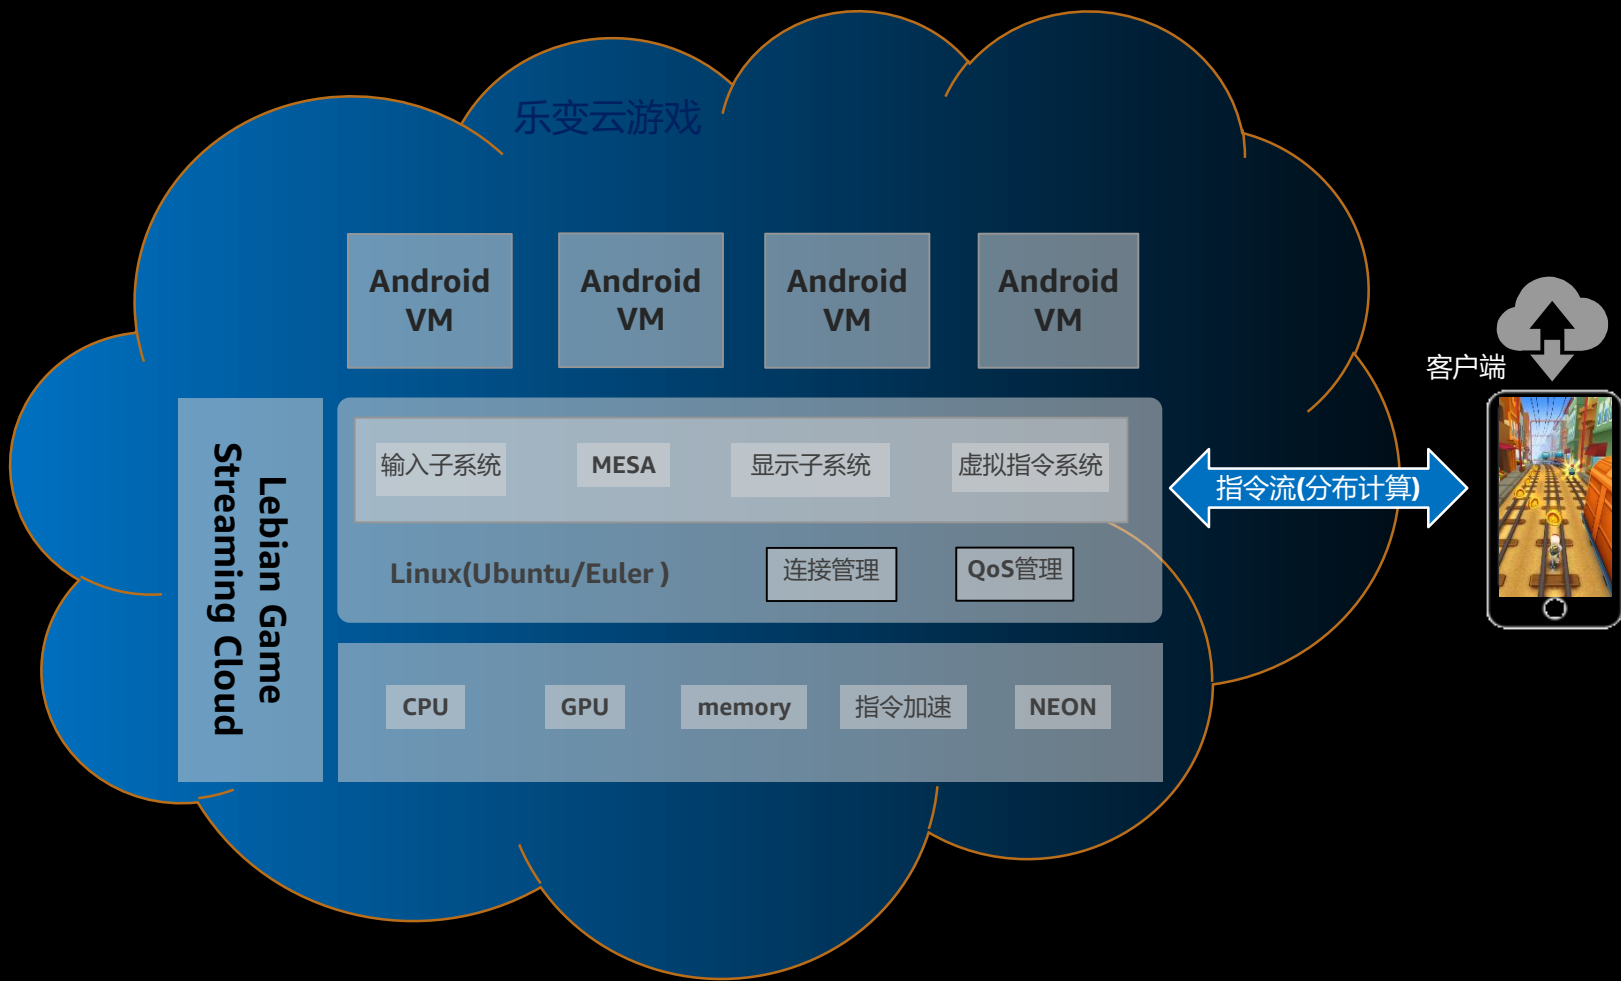 乐变云游戏
Android
VM
Android
VM
Android
VM
Android
VM
客户端
Lebian Game
Streaming Cloud
输入子系统
MESA
显示子系统
虚拟指令系统
指令流(分布计算)
Linux(Ubuntu/Euler )
连接管理
QoS管理
CPU
GPU
memory
指令加速
NEON